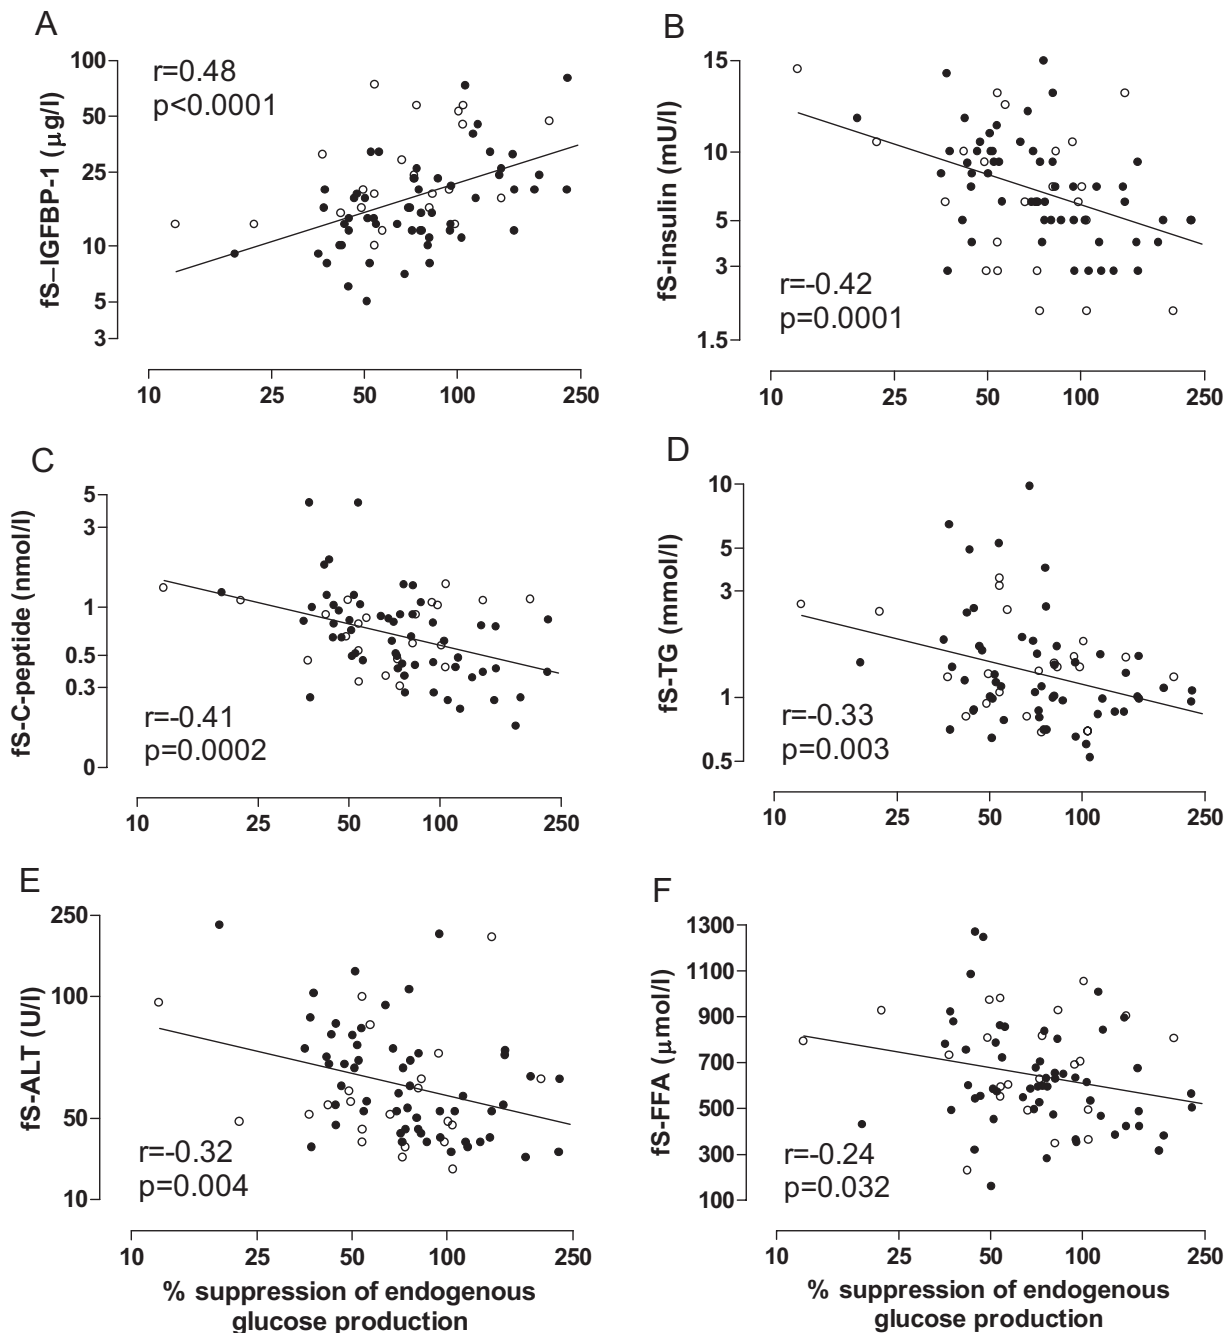 A
fS–IGFBP-1 (µg/l)
100
50
25
10
5
3
r=0.48
p<0.0001
10 25 50 100 250
B
fS-insulin (mU/l)
15
10
5
3
1.5
r=-0.42
p=0.0001
10 25 50 100 250
C
fS-C-peptide (nmol/l)
5
3
1
0.5
0.3
0
r=-0.41
p=0.0002
10 25 50 100 250
D
fS-TG (mmol/l)
10
5
3
1
0.5
r=-0.33
p=0.003
10 25 50 100 250
E
fS-ALT (U/l)
250
100
50
10
r=-0.32
p=0.004
10 25 50 100 250
% suppression of endogenous
glucose production
F
fS-FFA (µmol/l)
1300
1100
900
700
500
300
100
r=-0.24
p=0.032
10 25 50 100 250
% suppression of endogenous
glucose production